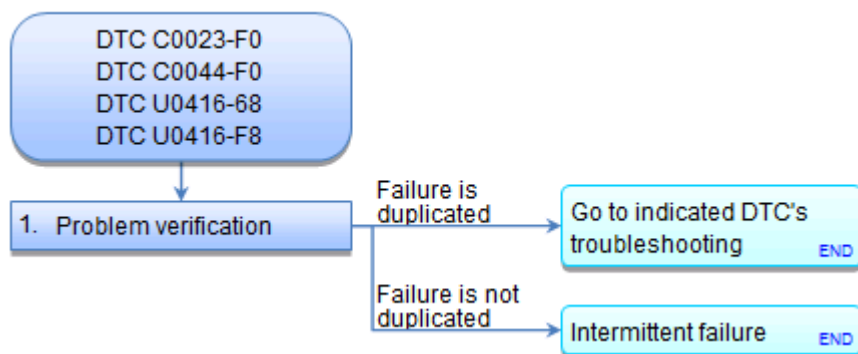 DTC C0023-F0
DTC C0044-F0
DTC U0416-68
DTC U0416-F8
1. Problem verification
Failure is
duplicated
Go to indicated DTC's
troubleshooting
END
Failure is not
duplicated
Intermittent failure
END